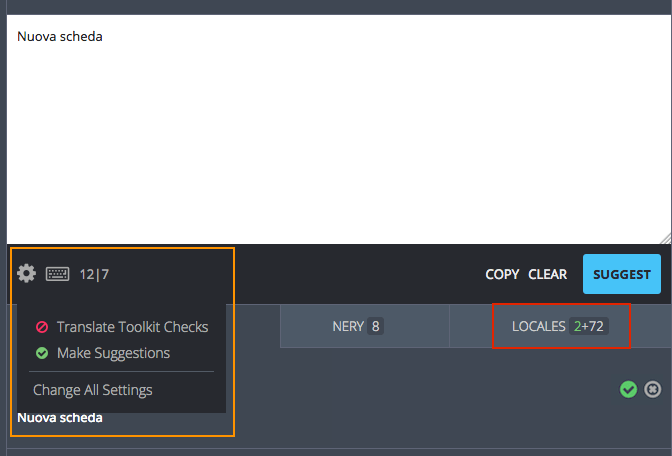 Nuova scheda
12|7
COPY CLEAR SUGGEST
Translate Toolkit Checks
Make Suggestions
Change All Settings
NERY 8
LOCALES 2+72
Nuova scheda